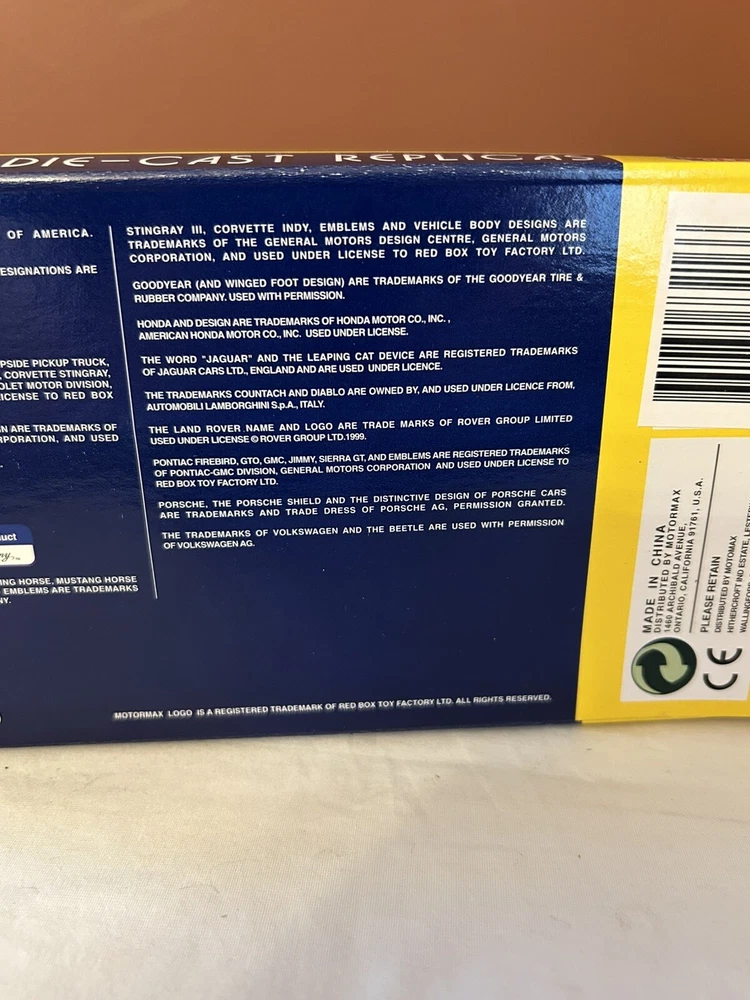 DIE-CAST REPLICAS
OF AMERICA.
ESIGNATIONS ARE
PSIDE PICKUP TRUCK,
, CORVETTE STINGRAY,
OLET MOTOR DIVISION,
ICENSE TO RED BOX
N ARE TRADEMARKS OF
RPORATION, AND USED
uct
ING HORSE, MUSTANG HORSE
EMBLEMS ARE TRADEMARKS
NY.
STINGRAY III, CORVETTE INDY, EMBLEMS AND VEHICLE BODY DESIGNS ARE
TRADEMARKS OF THE GENERAL MOTORS DESIGN CENTRE, GENERAL MOTORS
CORPORATION, AND USED UNDER LICENSE TO RED BOX TOY FACTORY LTD.
GOODYEAR (AND WINGED FOOT DESIGN) ARE TRADEMARKS OF THE GOODYEAR TIRE &
RUBBER COMPANY. USED WITH PERMISSION.
HONDA AND DESIGN ARE TRADEMARKS OF HONDA MOTOR CO., INC. ,
AMERICAN HONDA MOTOR CO., INC. USED UNDER LICENSE.
THE WORD "JAGUAR" AND THE LEAPING CAT DEVICE ARE REGISTERED TRADEMARKS
OF JAGUAR CARS LTD., ENGLAND AND ARE USED UNDER LICENCE.
THE TRADEMARKS COUNTACH AND DIABLO ARE OWNED BY, AND USED UNDER LICENCE FROM,
AUTOMOBILI LAMBORGHINI S.p.A., ITALY.
THE LAND ROVER NAME AND LOGO ARE TRADE MARKS OF ROVER GROUP LIMITED
USED UNDER LICENSE © ROVER GROUP LTD.1999.
PONTIAC FIREBIRD, GTO, GMC, JIMMY, SIERRA GT, AND EMBLEMS ARE REGISTERED TRADEMARKS
OF PONTIAC-GMC DIVISION, GENERAL MOTORS CORPORATION AND USED UNDER LICENSE TO
RED BOX TOY FACTORY LTD.
PORSCHE, THE PORSCHE SHIELD AND THE DISTINCTIVE DESIGN OF PORSCHE CARS
ARE TRADEMARKS AND TRADE DRESS OF PORSCHE AG, PERMISSION GRANTED.
THE TRADEMARKS OF VOLKSWAGEN AND THE BEETLE ARE USED WITH PERMISSION
OF VOLKSWAGEN AG.
MOTORMAX LOGO IS A REGISTERED TRADEMARK OF RED BOX TOY FACTORY LTD. ALL RIGHTS RESERVED.
MADE IN CHINA
DISTRIBUTED BY MOTORMAX
1460 ARCHIBALD AVENUE,
ONTARIO, CALIFORNIA 91761, U.S.A.
PLEASE RETAIN
DISTRIBUTED BY MOTOMAX
HITHERCROFT IND ESTATE, LESTER
WALLINGFORD
CE